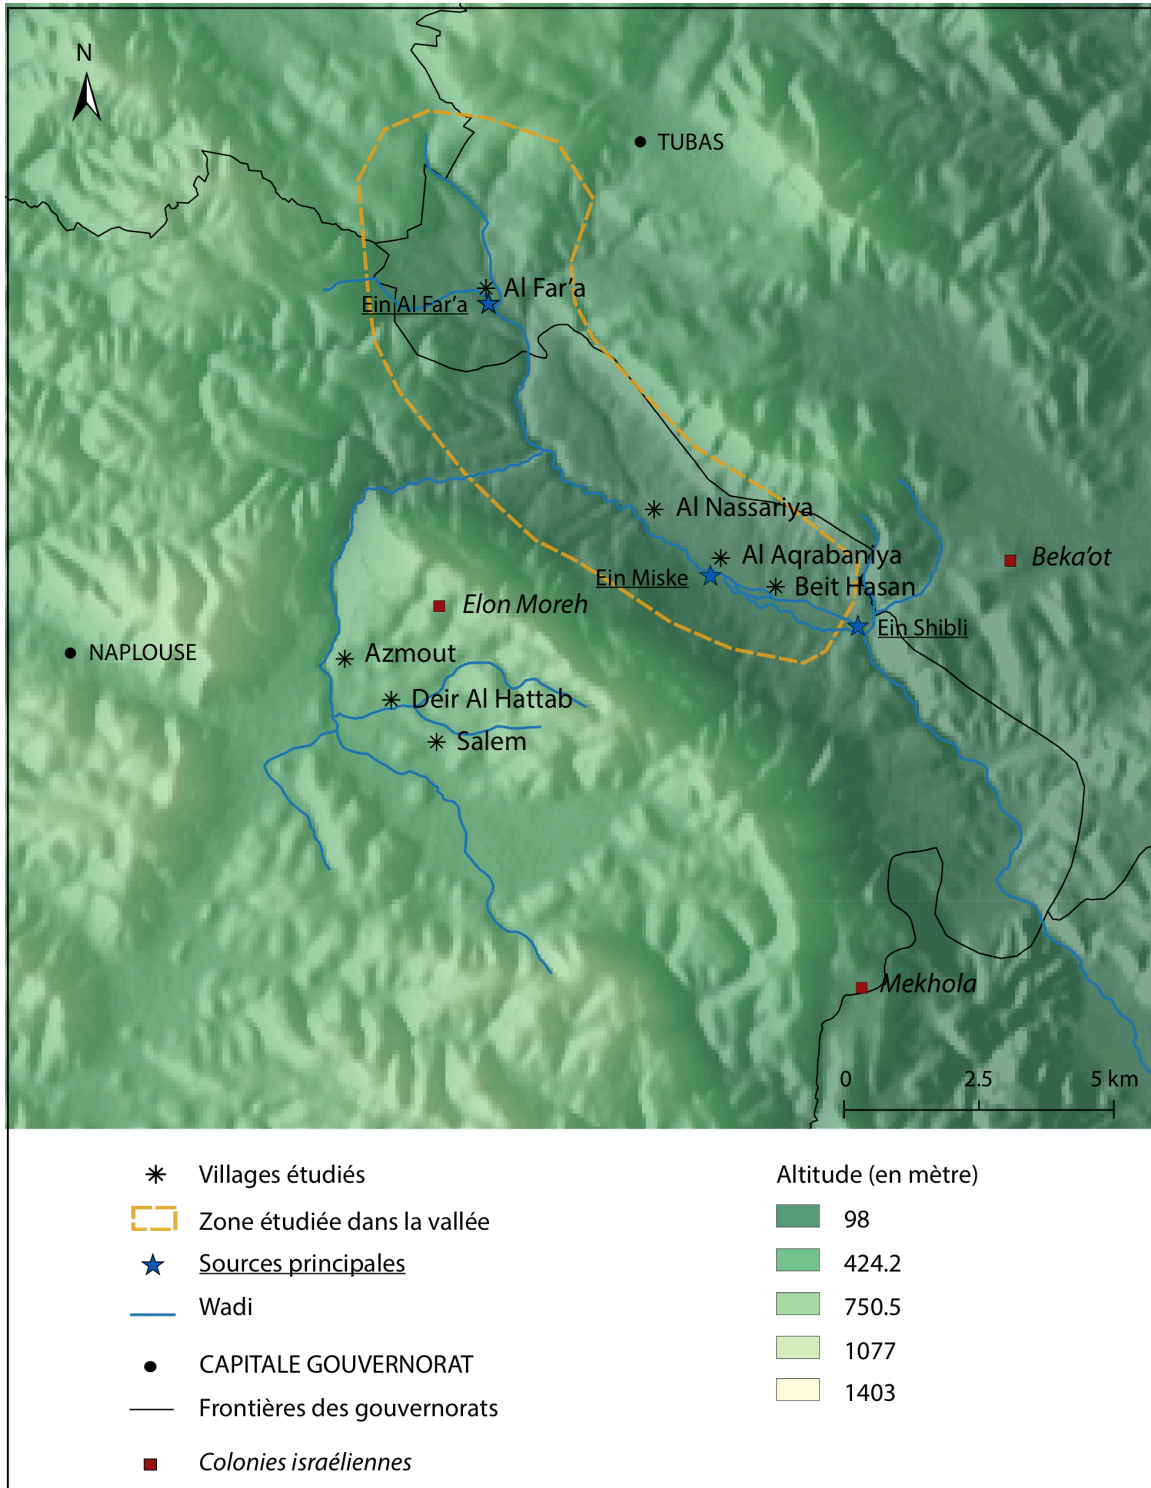 N
TUBAS
Al Far’a
Ein Al Far’a
Al Nassariya
Al Aqrabaniya
Beka’ot
Ein Miske
Beit Hasan
Elon Moreh
Ein Shibli
NAPLOUSE
Azmout
Deir Al Hattab
Salem
Mekhola
0 2.5 5 km
Villages étudiés
Zone étudiée dans la vallée
Sources principales
Wadi
CAPITALE GOUVERNORAT
Frontières des gouvernorats
Colonies israéliennes
Altitude (en mètre)
98
424.2
750.5
1077
1403